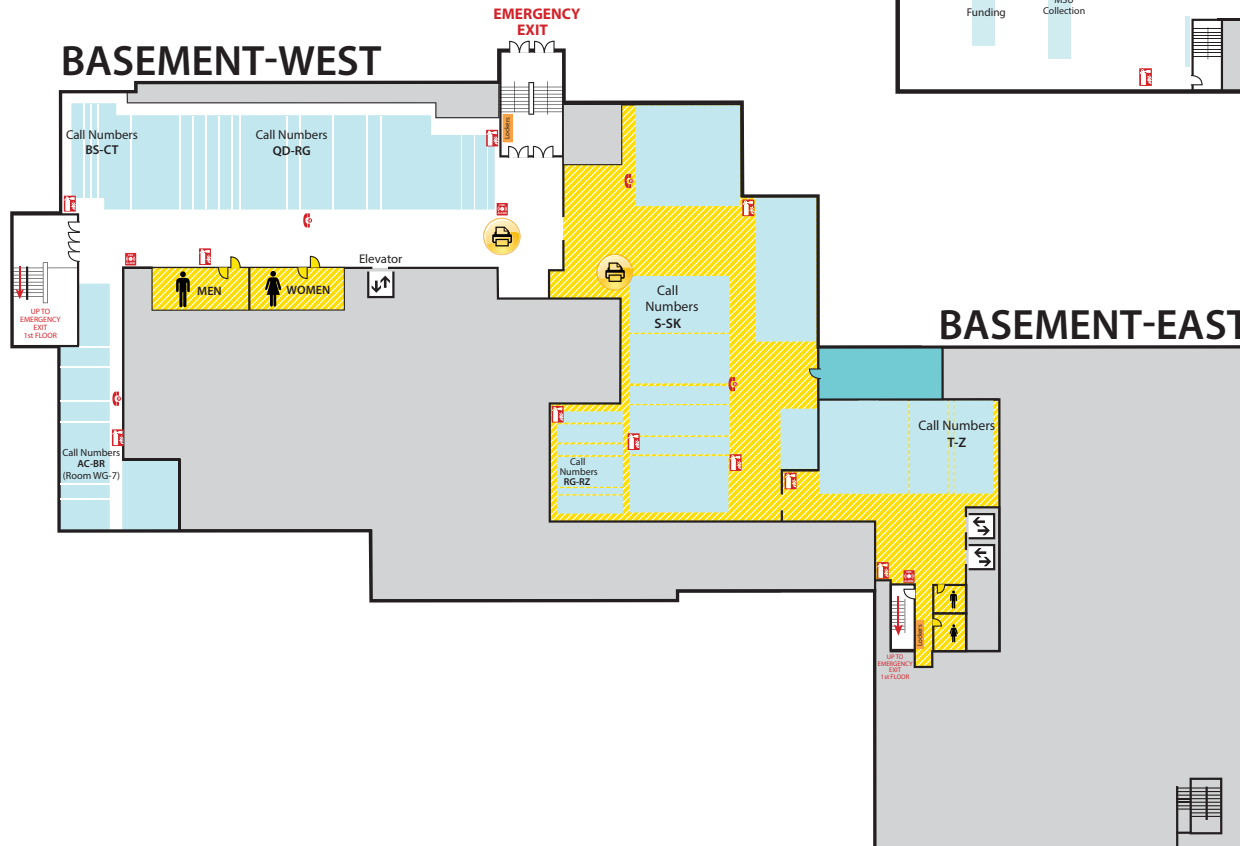 EMERGENCY
EXIT
Funding
MSU
Collection
BASEMENT-WEST
Lockers
Call Numbers
BS-CT
Call Numbers
QD-RG
Elevator
MEN
WOMEN
UP TO
EMERGENCY
EXIT
1st FLOOR
Call
Numbers
S-SK
BASEMENT-EAST
Call Numbers
T-Z
Call Numbers
AC-BR
(Room WG-7)
Call
Numbers
RG-RZ
Lockers
UP TO
EMERGENCY
EXIT
1st FLOOR